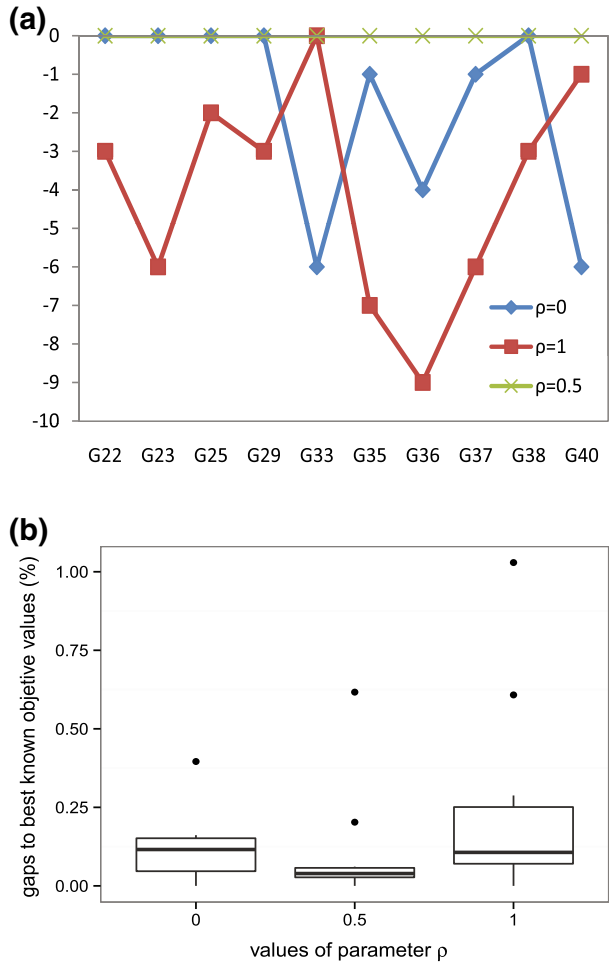 (a)
0
-1
-2
-3
-4
-5
-6
-7
-8
-9
-10
ρ=0
ρ=1
ρ=0.5
G22 G23 G25 G29 G33 G35 G36 G37 G38 G40
(b)
gaps to best known objetive values (%)
1.00
0.75
0.50
0.25
0.00
0 0.5 1
values of parameter ρ